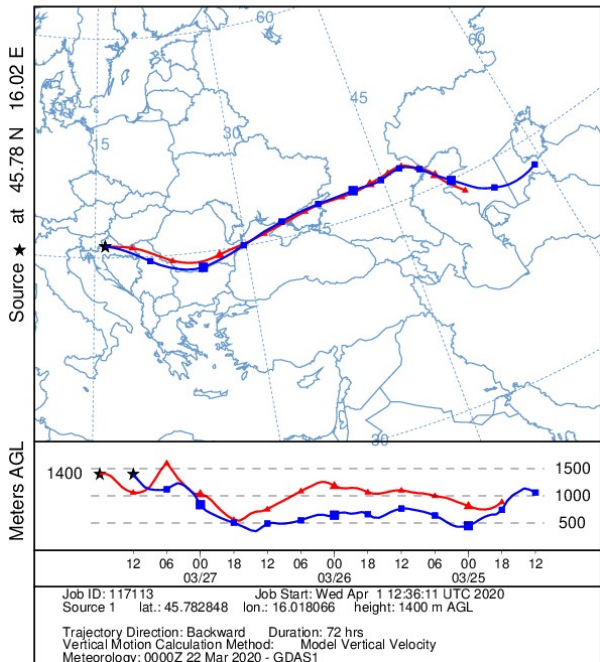 60
60
45
30
15
30
Source ★ at 45.78 N 16.02 E
Meters AGL
1400
1500
1000
500
12 06 00 18 12 06 00 18 12 06 00 18 12
03/27 03/26 03/25
Job ID: 117113 Job Start: Wed Apr 1 12:36:11 UTC 2020
Source 1 lat.: 45.782848 lon.: 16.018066 height: 1400 m AGL
Trajectory Direction: Backward Duration: 72 hrs
Vertical Motion Calculation Method: Model Vertical Velocity
Meteorology: 0000Z 22 Mar 2020 - GDAS1